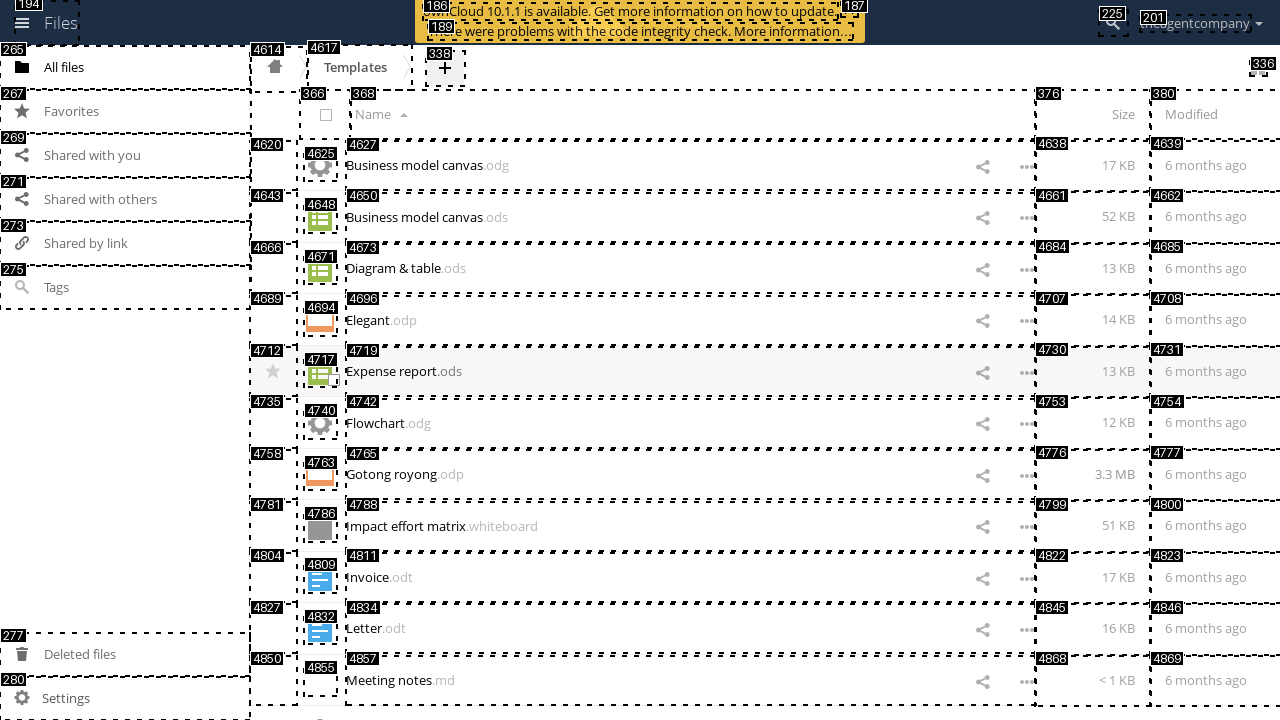 Files
ownCloud 10.1.1 is available. Get more information on how to update.
There were problems with the code integrity check. More information…
theagentcompany
194
186
187
189
225
201
265
All files
267
Favorites
269
Shared with you
271
Shared with others
273
Shared by link
275
Tags
277
Deleted files
280
Settings
4614
4617
Templates
338
+
336
366
368
Name
376
Size
380
Modified
4620
4625
4627
Business model canvas.odg
4638
17 KB
4639
6 months ago
4643
4648
4650
Business model canvas.ods
4661
52 KB
4662
6 months ago
4666
4671
4673
Diagram & table.ods
4684
13 KB
4685
6 months ago
4689
4694
4696
Elegant.odp
4707
14 KB
4708
6 months ago
4712
4717
4719
Expense report.ods
4730
13 KB
4731
6 months ago
4735
4740
4742
Flowchart.odg
4753
12 KB
4754
6 months ago
4758
4763
4765
Gotong royong.odp
4776
3.3 MB
4777
6 months ago
4781
4786
4788
Impact effort matrix.whiteboard
4799
51 KB
4800
6 months ago
4804
4809
4811
Invoice.odt
4822
17 KB
4823
6 months ago
4827
4832
4834
Letter.odt
4845
16 KB
4846
6 months ago
4850
4855
4857
Meeting notes.md
4868
< 1 KB
4869
6 months ago